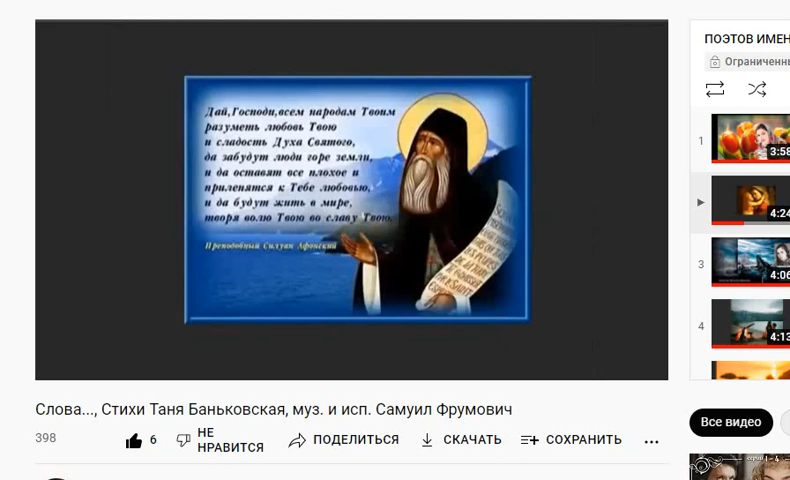 Дай,Господи,всем народам Твоим
разуметь любовь Твою
и сладость Духа Святого,
да забудут люди горе земли,
и да оставят все плохое и
прилепятся к Тебе любовью,
и да будут жить в мире,
творя волю Твою во славу Твою.
Преподобный Силуан Афонский
Слова..., Стихи Таня Баньковская, муз. и исп. Самуил Фрумович
398
6
НЕ
НРАВИТСЯ
ПОДЕЛИТЬСЯ
СКАЧАТЬ
СОХРАНИТЬ
ПОЭТОВ ИМЕН
Ограниченны
1
3:58
4:24
3
4:06
4
4:13
Все видео